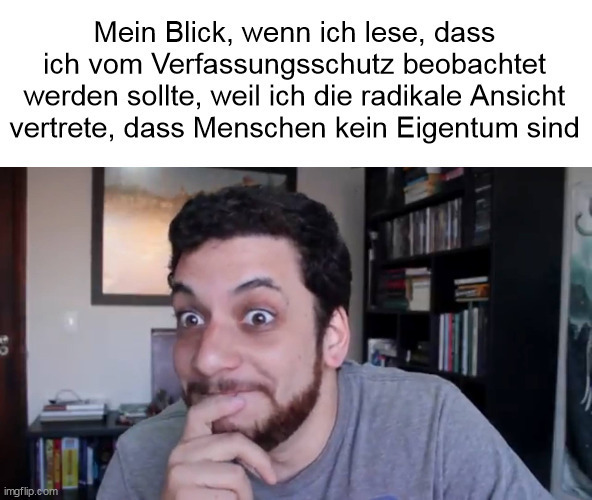 Mein Blick, wenn ich lese, dass
ich vom Verfassungsschutz beobachtet
werden sollte, weil ich die radikale Ansicht
vertrete, dass Menschen kein Eigentum sind
imgflip.com